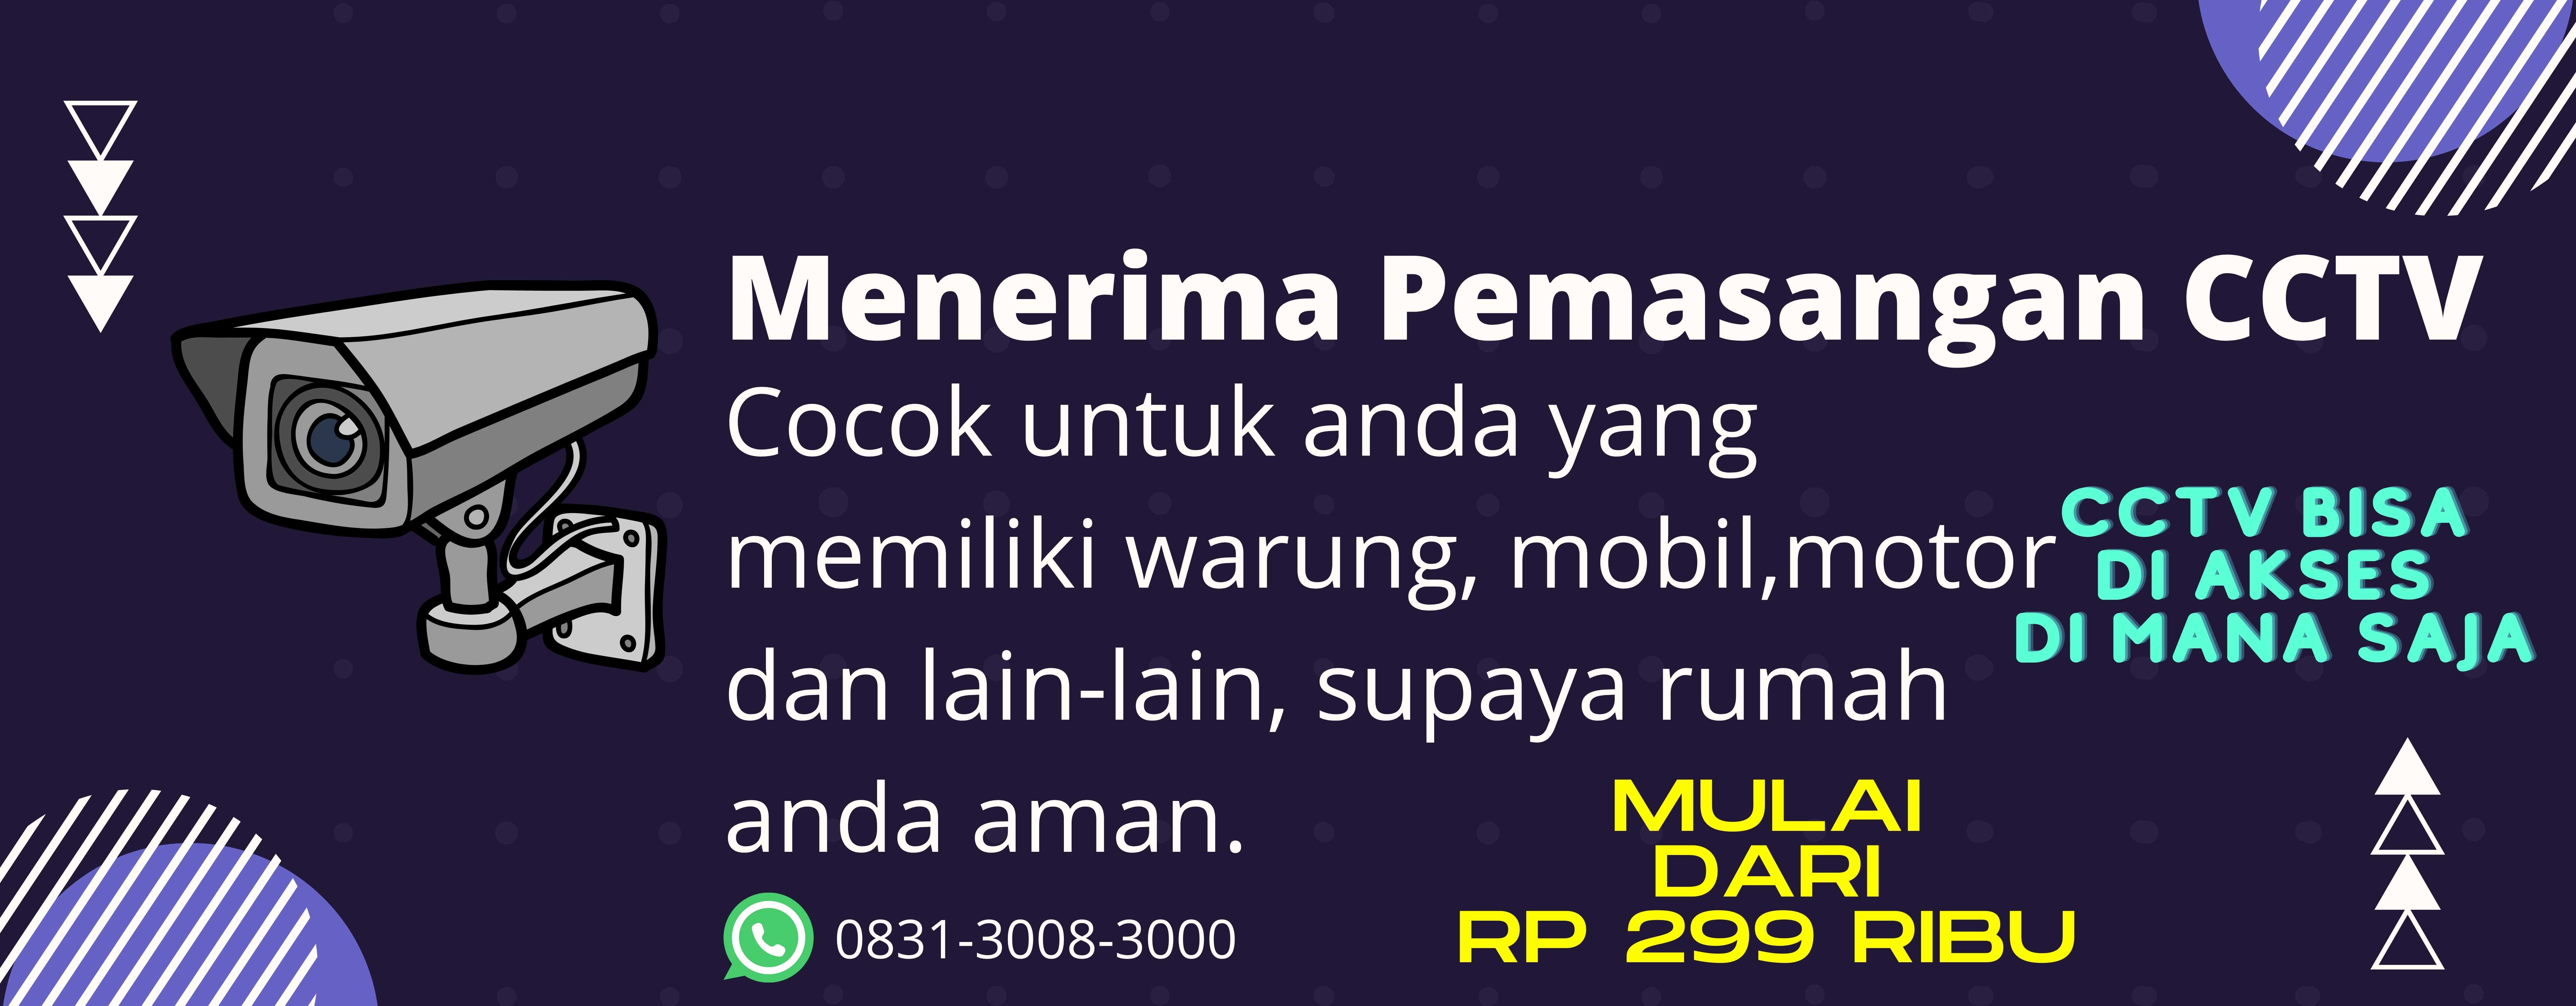 Menerima Pemasangan CCTV
Cocok untuk anda yang
memiliki warung, mobil,motor
dan lain-lain, supaya rumah
anda aman.
CCTV BISA
DI AKSES
DI MANA SAJA
MULAI
DARI
RP 299 RIBU
0831-3008-3000